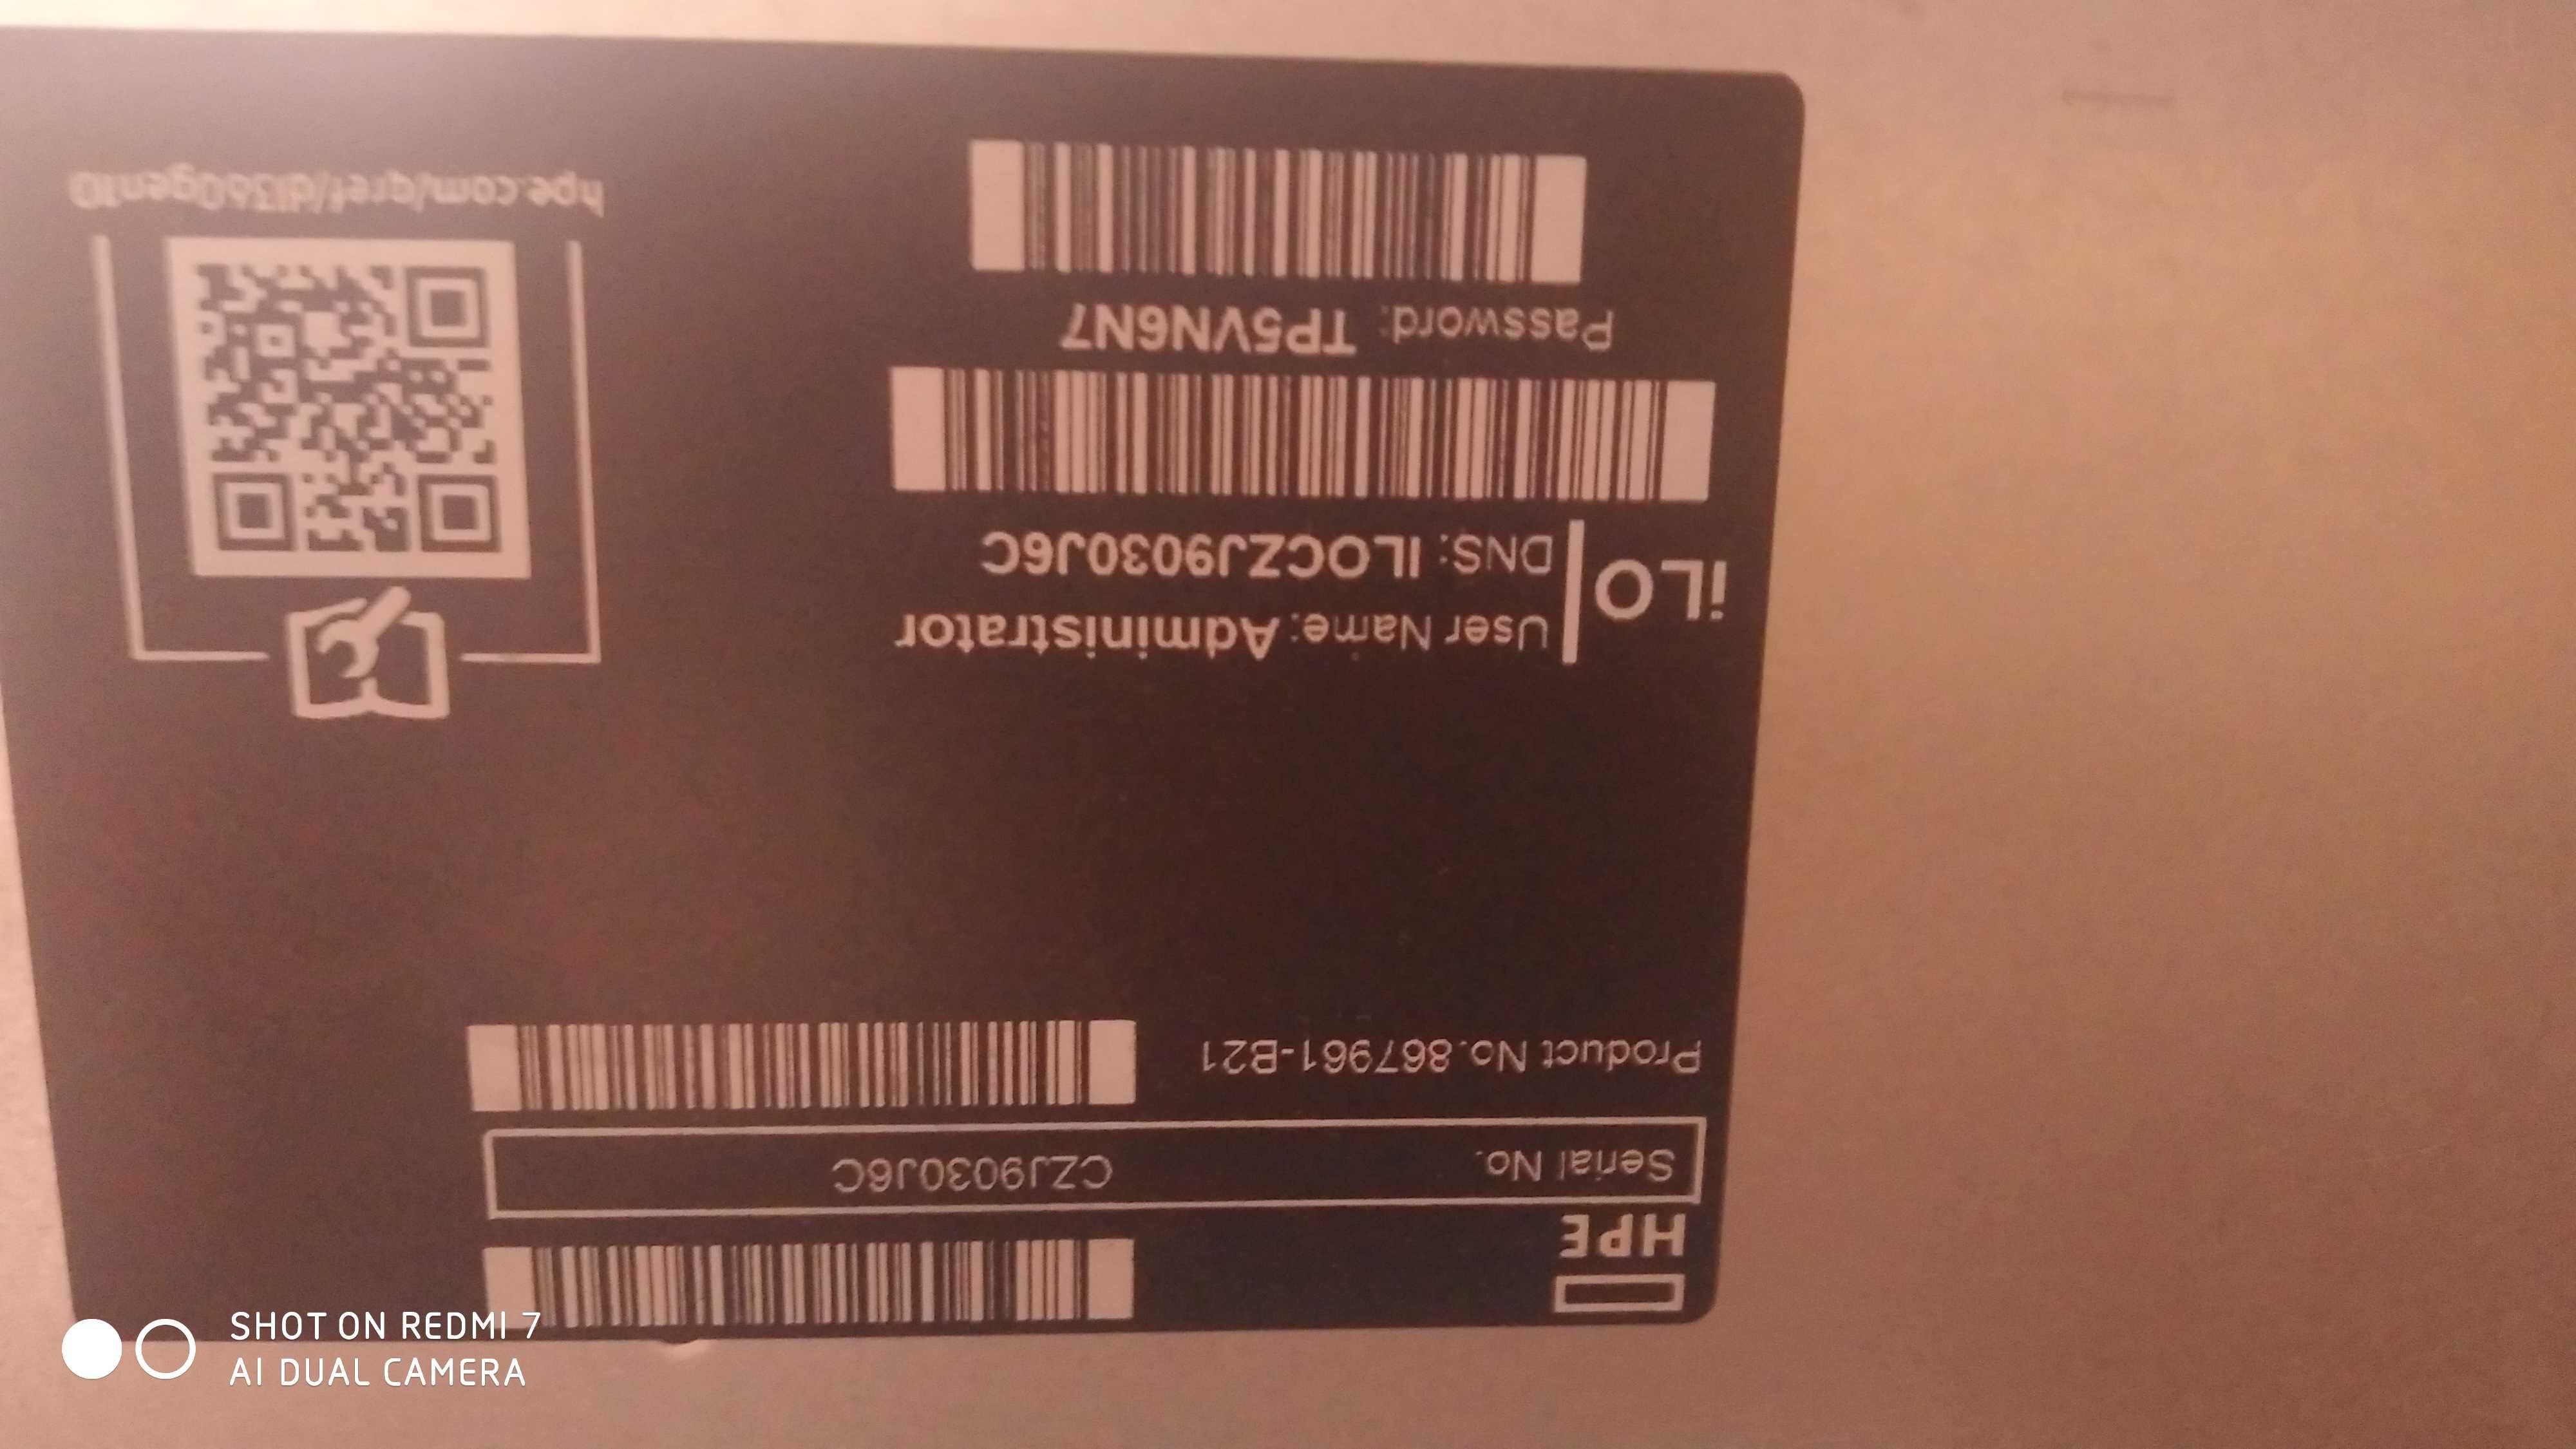 HPE
Serial No. CZJ9030J6C
Product No.867961-B21
iLO
User Name: Administrator
DNS: ILOCZJ9030J6C
Password: TP5VN6N7
hpe.com/qref/dl360gen10
SHOT ON REDMI 7
AI DUAL CAMERA